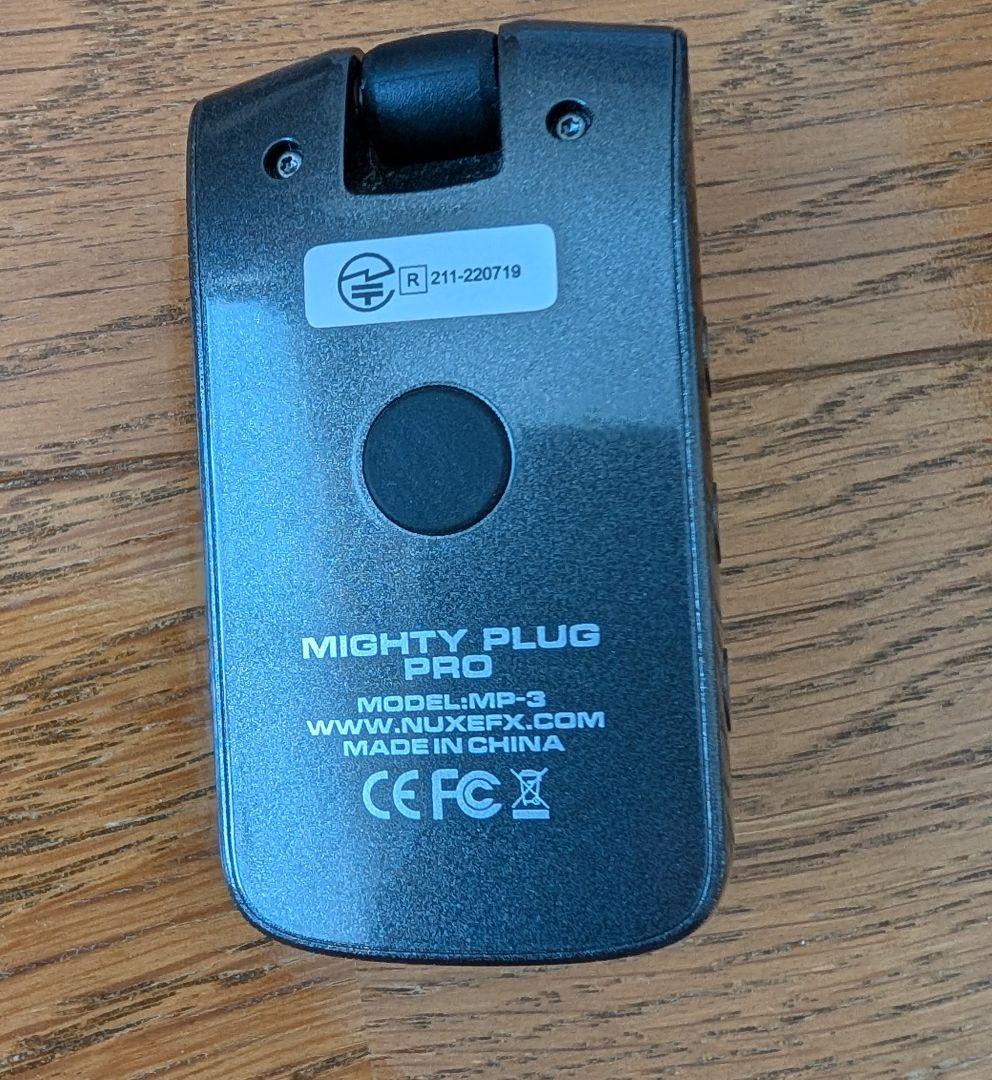 R 211-220719
MIGHTY PLUG
PRO
MODEL:MP-3
WWW.NUXEFX.COM
MADE IN CHINA
CE FC